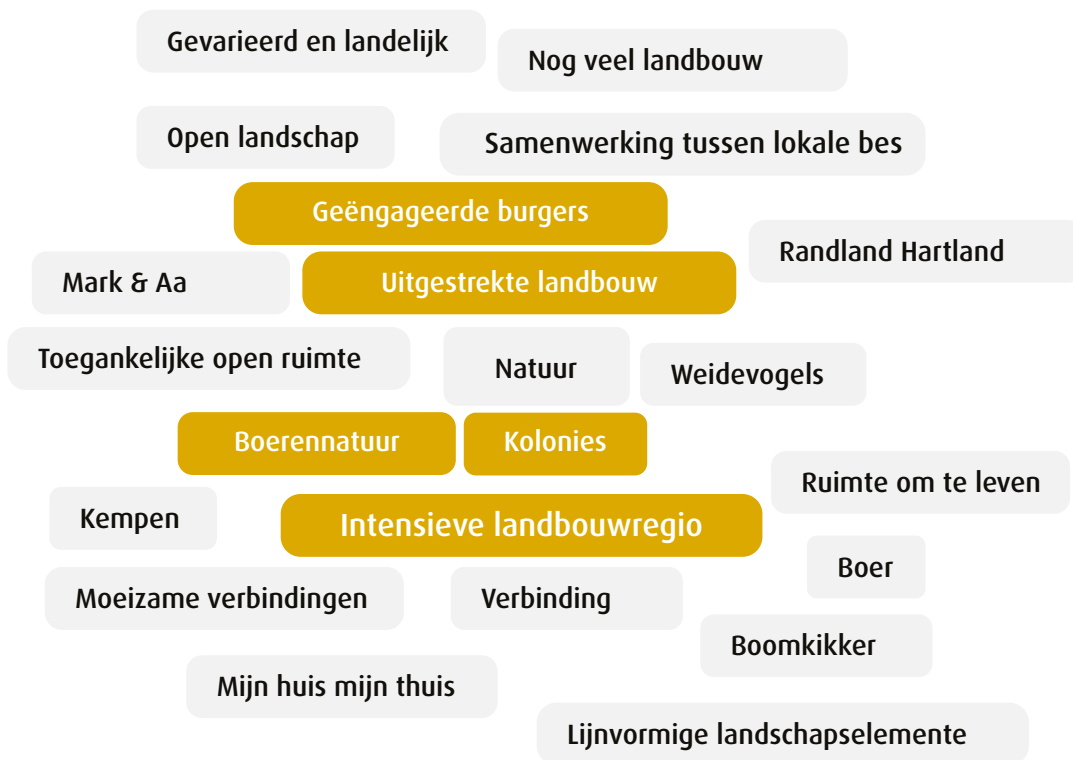 Gevarieerd en landelijk
Nog veel landbouw
Open landschap
Samenwerking tussen lokale bes
Geëngageerde burgers
Randland Hartland
Mark & Aa
Uitgestrekte landbouw
Toegankelijke open ruimte
Natuur
Weidevogels
Boerennatuur
Kolonies
Ruimte om te leven
Kempen
Intensieve landbouwregio
Boer
Moeizame verbindingen
Verbinding
Boomkikker
Mijn huis mijn thuis
Lijnvormige landschapselemente